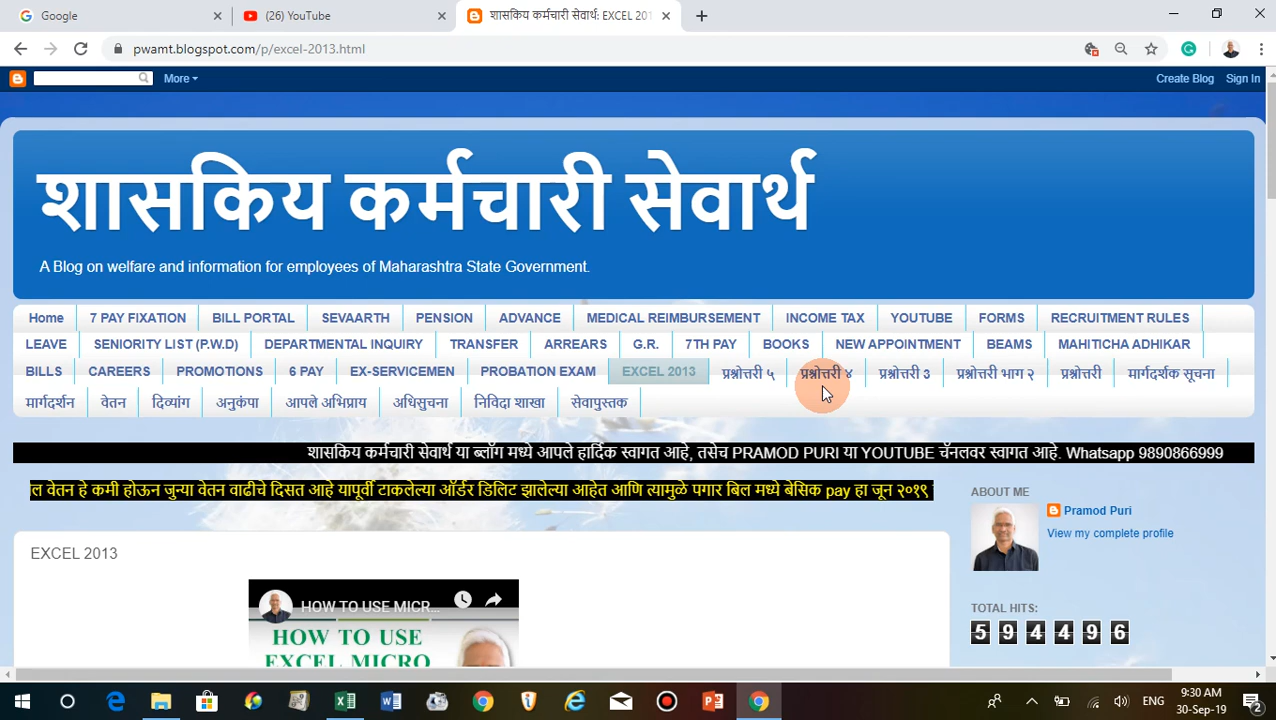 Google
(26) YouTube
शासकिय कर्मचारी सेवार्थ: EXCEL 201
pwamt.blogspot.com/p/excel-2013.html
More
Create Blog Sign In
शासकिय कर्मचारी सेवार्थ
A Blog on welfare and information for employees of Maharashtra State Government.
Home 7 PAY FIXATION BILL PORTAL SEVAARTH PENSION ADVANCE MEDICAL REIMBURSEMENT INCOME TAX YOUTUBE FORMS RECRUITMENT RULES
LEAVE SENIORITY LIST (P.W.D) DEPARTMENTAL INQUIRY TRANSFER ARREARS G.R. 7TH PAY BOOKS NEW APPOINTMENT BEAMS MAHITICHA ADHIKAR
BILLS CAREERS PROMOTIONS 6 PAY EX-SERVICEMEN PROBATION EXAM EXCEL 2013 प्रश्नोत्तरी ५ प्रश्नोत्तरी ४ प्रश्नोत्तरी 3 प्रश्नोत्तरी भाग २ प्रश्नोत्तरी मार्गदर्शक सूचना
मार्गदर्शन वेतन दिव्यांग अनुकंपा आपले अभिप्राय अधिसुचना निविदा शाखा सेवापुस्तक
शासकिय कर्मचारी सेवार्थ या ब्लॉग मध्ये आपले हार्दिक स्वागत आहे, तसेच PRAMOD PURI या YOUTUBE चॅनलवर स्वागत आहे. Whatsapp 9890866999
ल वेतन हे कमी होऊन जुन्या वेतन वाढीचे दिसत आहे यापूर्वी टाकलेल्या ऑर्डर डिलिट झालेल्या आहेत आणि त्यामुळे पगार बिल मध्ये बेसिक pay हा जून २०१९
ABOUT ME
Pramod Puri
View my complete profile
EXCEL 2013
HOW TO USE MICR...
HOW TO USE
EXCEL MICRO
TOTAL HITS:
594496
ENG
9:30 AM
30-Sep-19
2